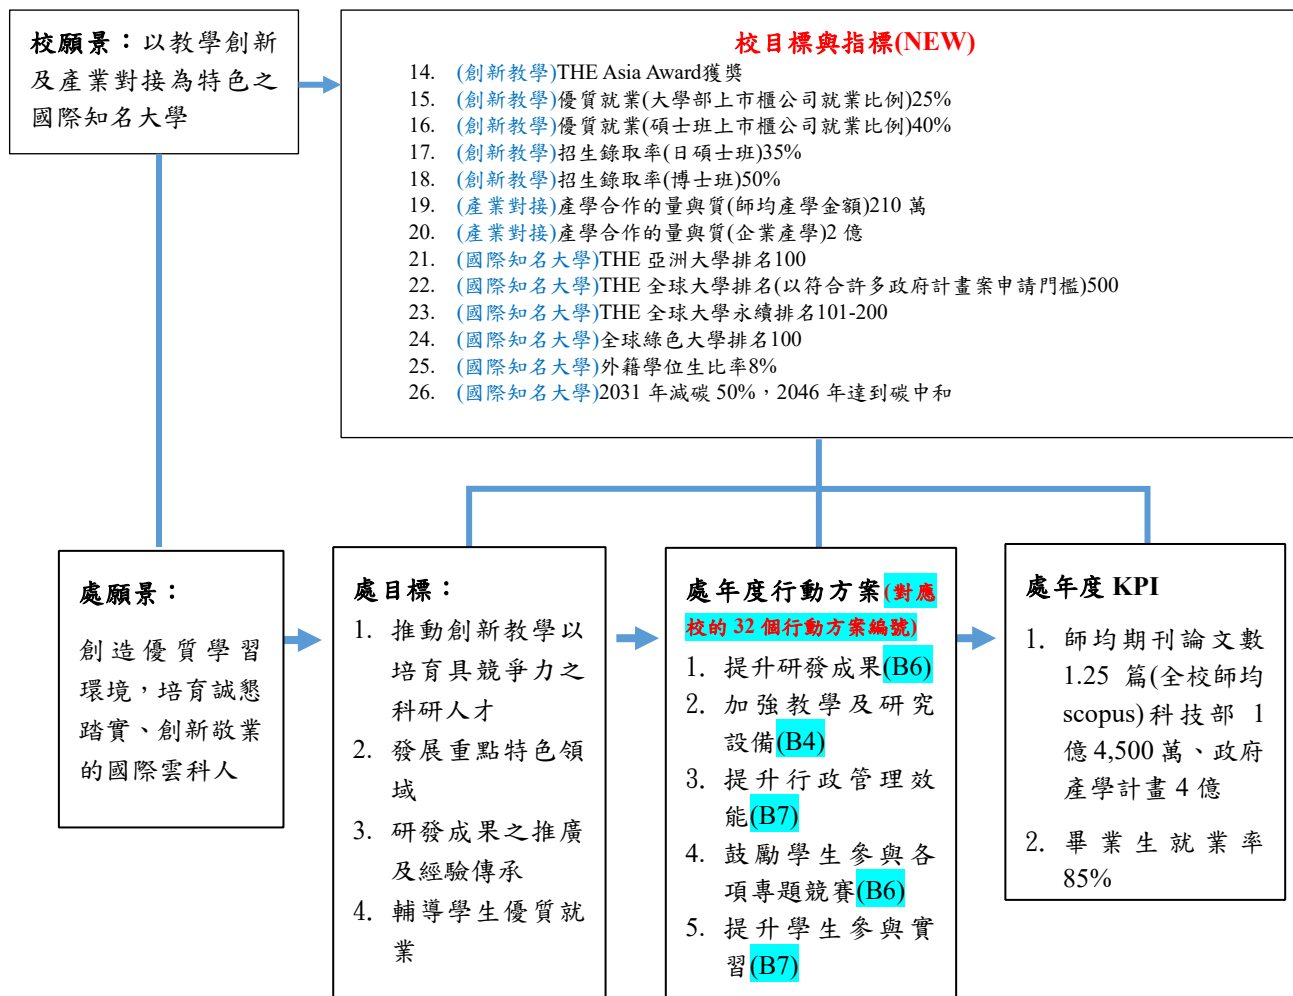 校願景：以教學創新
及產業對接為特色之
國際知名大學
校目標與指標(NEW)
14. (創新教學)THE Asia Award獲獎
15. (創新教學)優質就業(大學部上市櫃公司就業比例)25%
16. (創新教學)優質就業(碩士班上市櫃公司就業比例)40%
17. (創新教學)招生錄取率(日碩士班)35%
18. (創新教學)招生錄取率(博士班)50%
19. (產業對接)產學合作的量與質(師均產學金額)210 萬
20. (產業對接)產學合作的量與質(企業產學)2 億
21. (國際知名大學)THE 亞洲大學排名100
22. (國際知名大學)THE 全球大學排名(以符合許多政府計畫案申請門檻)500
23. (國際知名大學)THE 全球大學永續排名101-200
24. (國際知名大學)全球綠色大學排名100
25. (國際知名大學)外籍學位生比率8%
26. (國際知名大學)2031 年減碳 50%，2046 年達到碳中和
處願景：
創造優質學習
環境，培育誠懇
踏實、創新敬業
的國際雲科人
處目標：
1. 推動創新教學以
培育具競爭力之
科研人才
2. 發展重點特色領
域
3. 研發成果之推廣
及經驗傳承
4. 輔導學生優質就
業
處年度行動方案(對應
校的 32 個行動方案編號)
1. 提升研發成果(B6)
2. 加強教學及研究
設備(B4)
3. 提升行政管理效
能(B7)
4. 鼓勵學生參與各
項專題競賽(B6)
5. 提升學生參與實
習(B7)
處年度 KPI
1. 師均期刊論文數
1.25 篇(全校師均
scopus)科技部 1
億 4,500 萬、政府
產學計畫 4 億
2. 畢業生就業率
85%